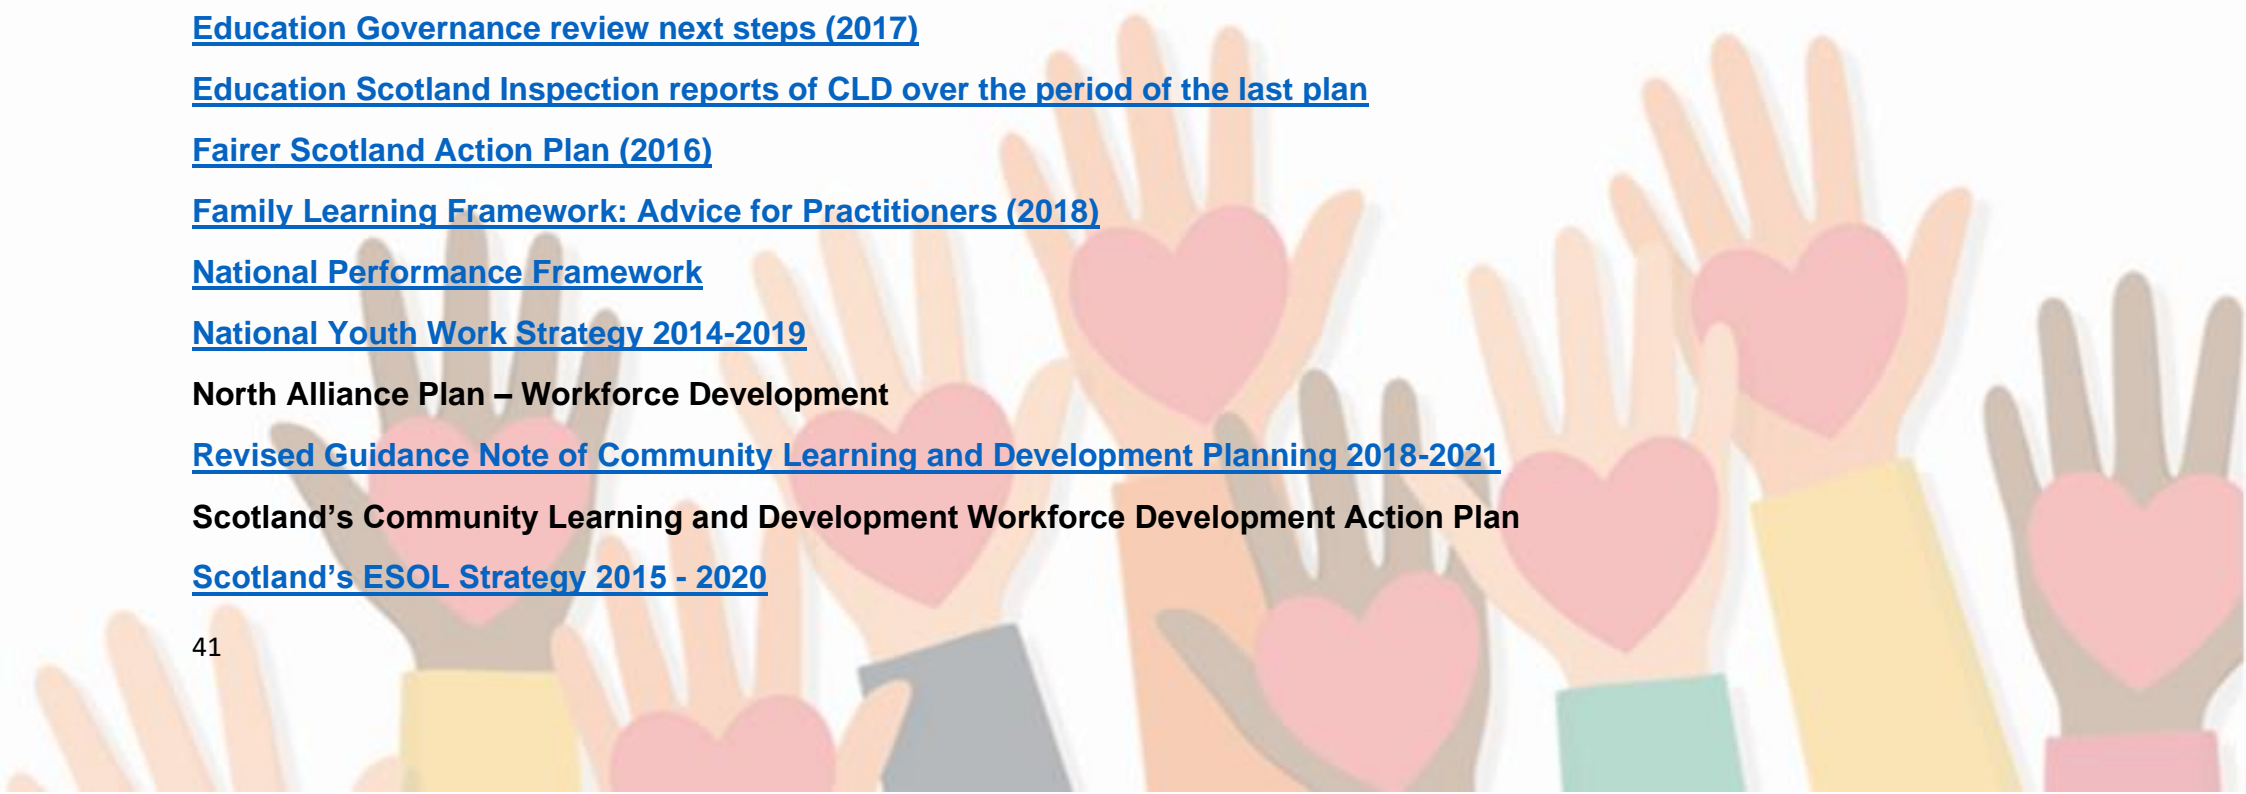 Education Governance review next steps (2017)
Education Scotland Inspection reports of CLD over the period of the last plan
Fairer Scotland Action Plan (2016)
Family Learning Framework: Advice for Practitioners (2018)
National Performance Framework
National Youth Work Strategy 2014-2019
North Alliance Plan – Workforce Development
Revised Guidance Note of Community Learning and Development Planning 2018-2021
Scotland’s Community Learning and Development Workforce Development Action Plan
Scotland’s ESOL Strategy 2015 - 2020
41